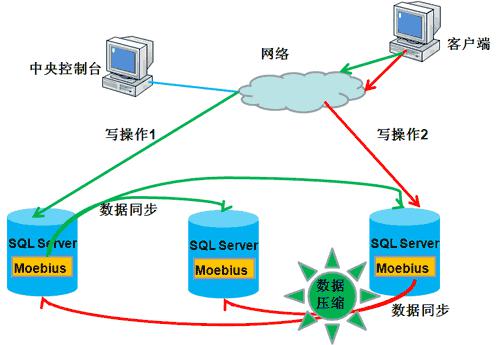 客户端
网络
中央控制台
写操作1
写操作2
数据同步
SQL Server
Moebius
SQL Server
Moebius
SQL Server
Moebius
数据
压缩
数据同步